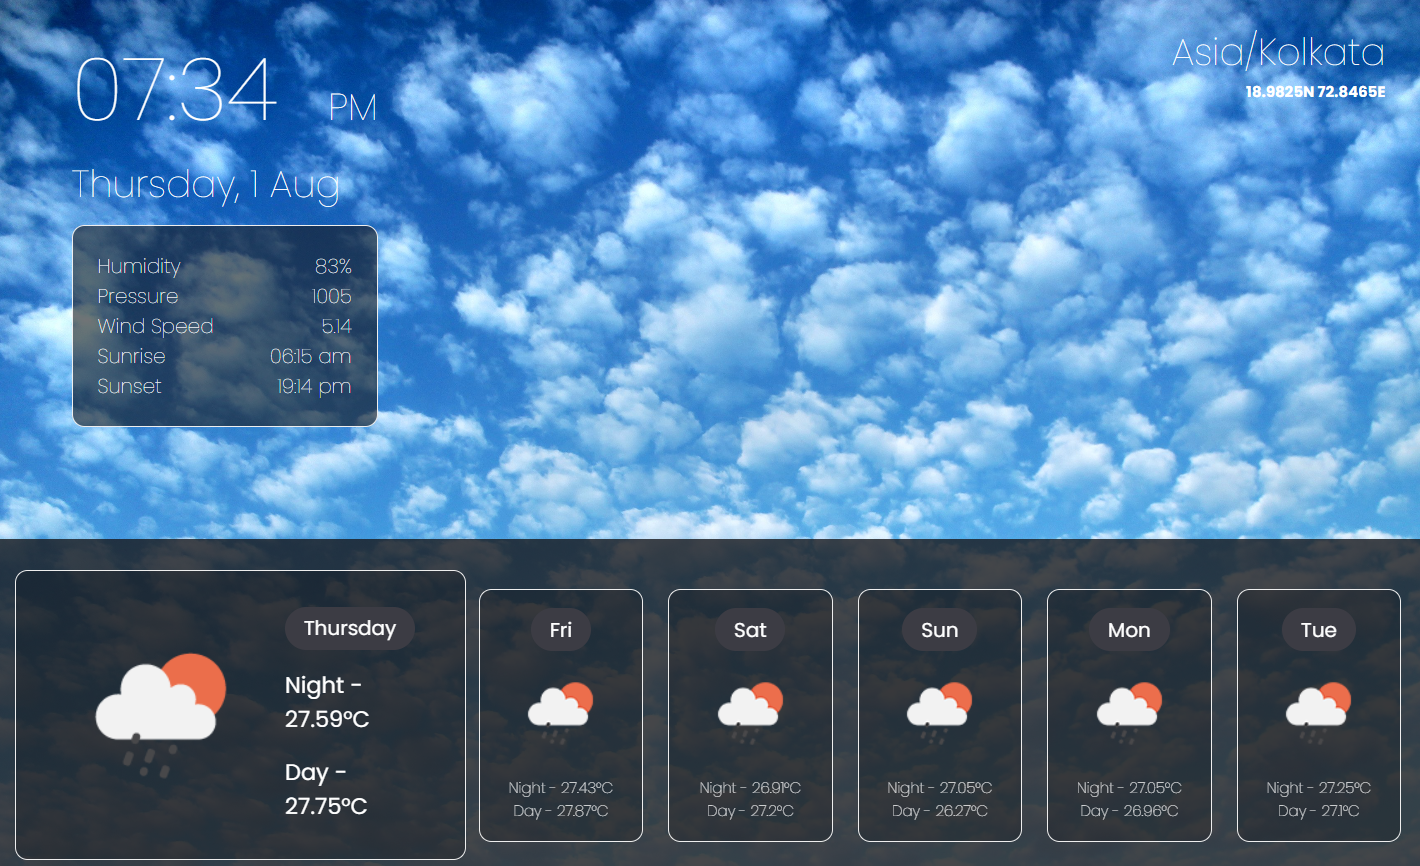 07:34 PM
Thursday, 1 Aug
Asia/Kolkata
18.9825N 72.8465E
Humidity 83%
Pressure 1005
Wind Speed 5.14
Sunrise 06:15 am
Sunset 19:14 pm
Thursday
Night -
27.59°C
Day -
27.75°C
Fri
Night - 27.43°C
Day - 27.87°C
Sat
Night - 26.91°C
Day - 27.2°C
Sun
Night - 27.05°C
Day - 26.27°C
Mon
Night - 27.05°C
Day - 26.96°C
Tue
Night - 27.25°C
Day - 27.1°C